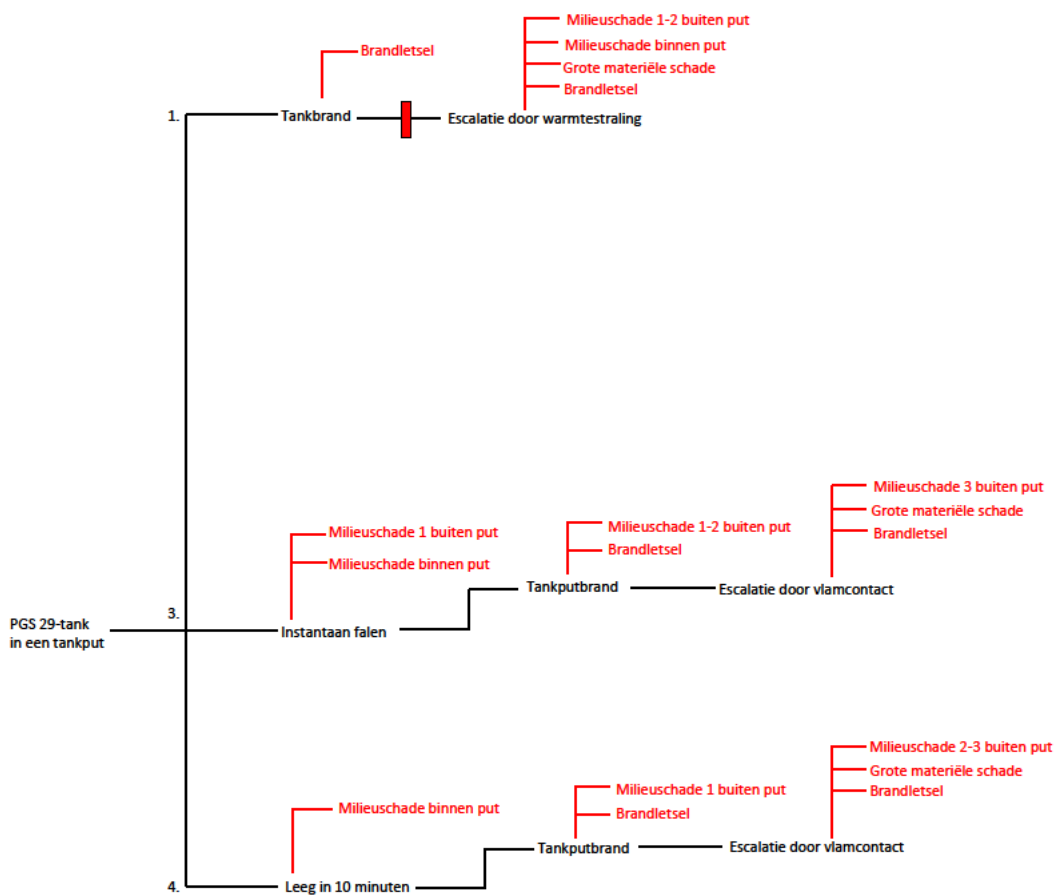 Milieuschade 1-2 buiten put
Brandletsel
Milieuschade binnen put
Grote materiële schade
Brandletsel
1.
Tankbrand
Escalatie door warmtestraling
Milieuschade 3 buiten put
Grote materiële schade
Milieuschade 1 buiten put
Milieuschade 1-2 buiten put
Brandletsel
Milieuschade binnen put
Brandletsel
Tankputbrand
Escalatie door vlamcontact
3.
PGS 29-tank
in een tankput
Instantaan falen
Milieuschade 2-3 buiten put
Grote materiële schade
Milieuschade 1 buiten put
Brandletsel
Milieuschade binnen put
Brandletsel
Tankputbrand
Escalatie door vlamcontact
4.
Leeg in 10 minuten